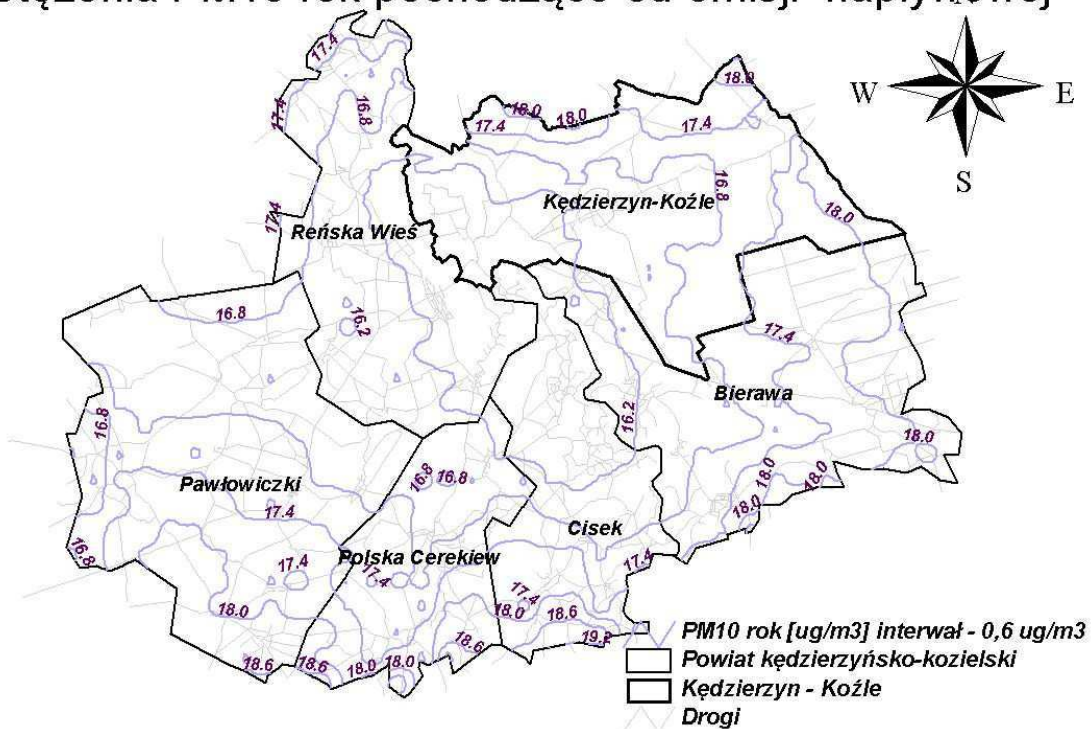 stężenia PM10 rok pochodzące od emisji napływowej
N
17.4
18.0
W
E
16.8
18.0
17.4
18.0
17.4
17.4
S
16.8
Kędzierzyn-Koźle
18.0
17.4
Reńska Wieś
16.8
16.2
17.4
Bierawa
16.8
16.2
18.0
16.8
16.8
18.0
18.0
Pawłowiczki
17.4
18.0
Cisek
16.8
Polska Cerekiew
17.4
17.4
17.4
17.4
18.0
18.0
18.6
19.2
18.6
18.6
18.6
18.0
18.0
PM10 rok [ug/m3] interwał - 0,6 ug/m3
Powiat kędzierzyńsko-kozielski
Kędzierzyn - Koźle
Drogi